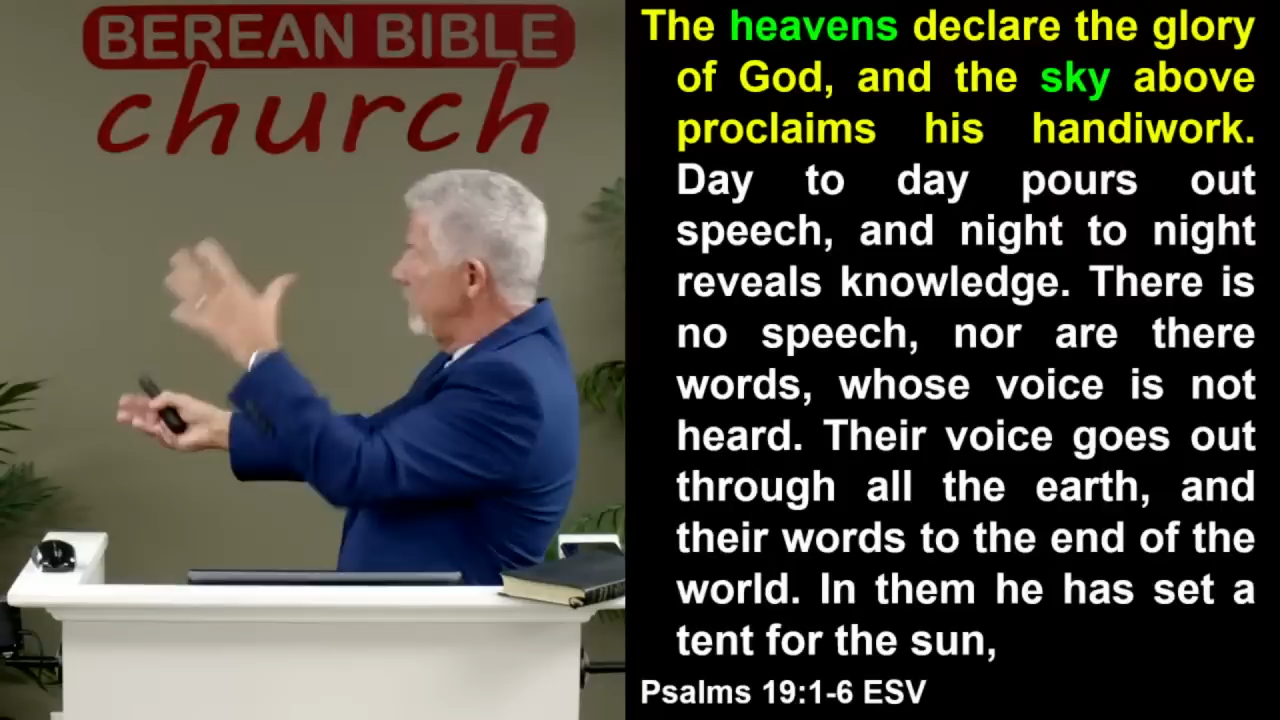 BEREAN BIBLE
church
The heavens declare the glory
of God, and the sky above
proclaims his handiwork.
Day to day pours out
speech, and night to night
reveals knowledge. There is
no speech, nor are there
words, whose voice is not
heard. Their voice goes out
through all the earth, and
their words to the end of the
world. In them he has set a
tent for the sun,
Psalms 19:1-6 ESV